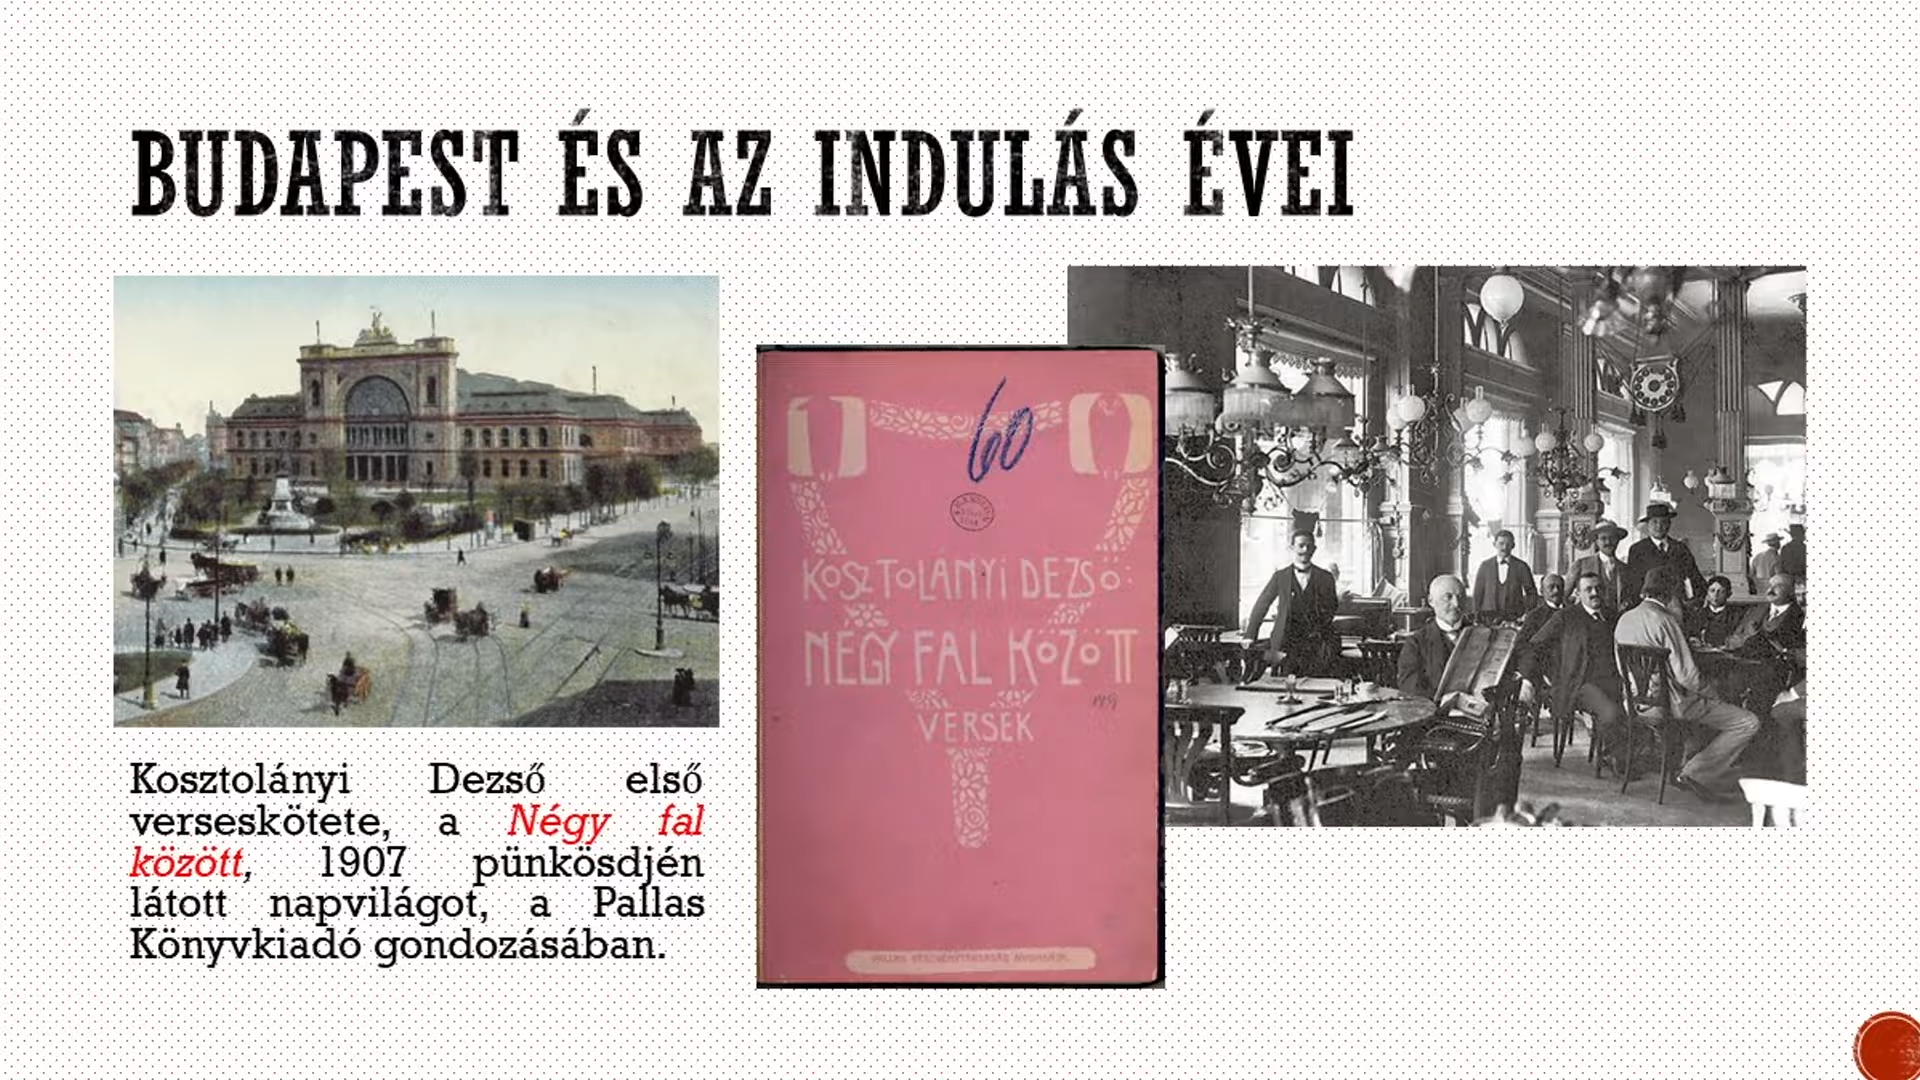 BUDAPEST ÉS AZ INDULÁS ÉVEI
Kosztolányi Dezső első
verseskötete, a Négy fal
között, 1907 pünkösdjén
látott napvilágot, a Pallas
Könyvkiadó gondozásában.
60
KOSZTOLÁNYI DEZSŐ:
NÉGY FAL KÖZÖTT
VERSEK